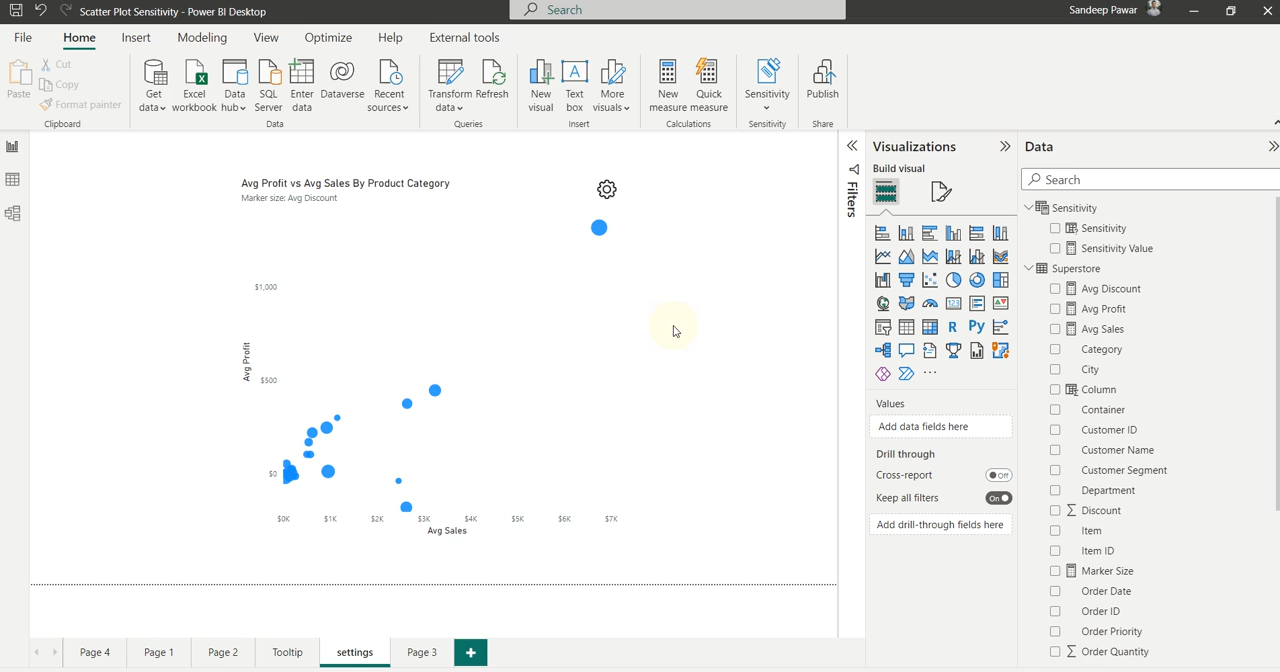 Scatter Plot Sensitivity - Power BI Desktop
Search
Sandeep Pawar
File Home Insert Modeling View Optimize Help External tools
Paste
Cut
Copy
Format painter
Clipboard
Get data
Excel workbook
Data hub
SQL Server
Enter data
Dataverse
Recent sources
Data
Transform data
Refresh
Queries
New visual
Text box
More visuals
Insert
New measure
Quick measure
Calculations
Sensitivity
Sensitivity
Publish
Share
Avg Profit vs Avg Sales By Product Category
Marker size: Avg Discount
$1,000
$500
$0
Avg Profit
$0K $1K $2K $3K $4K $5K $6K $7K
Avg Sales
Filters
Visualizations
Build visual
123
R
Py
Values
Add data fields here
Drill through
Cross-report
Off
Keep all filters
On
Add drill-through fields here
Data
Search
Sensitivity
Sensitivity
Sensitivity Value
Superstore
Avg Discount
Avg Profit
Avg Sales
Category
City
Column
Container
Customer ID
Customer Name
Customer Segment
Department
Discount
Item
Item ID
Marker Size
Order Date
Order ID
Order Priority
Order Quantity
Page 4 Page 1 Page 2 Tooltip settings Page 3